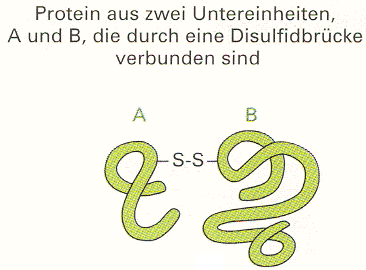 Protein aus zwei Untereinheiten,
A und B, die durch eine Disulfidbrücke
verbunden sind
A B
S-S